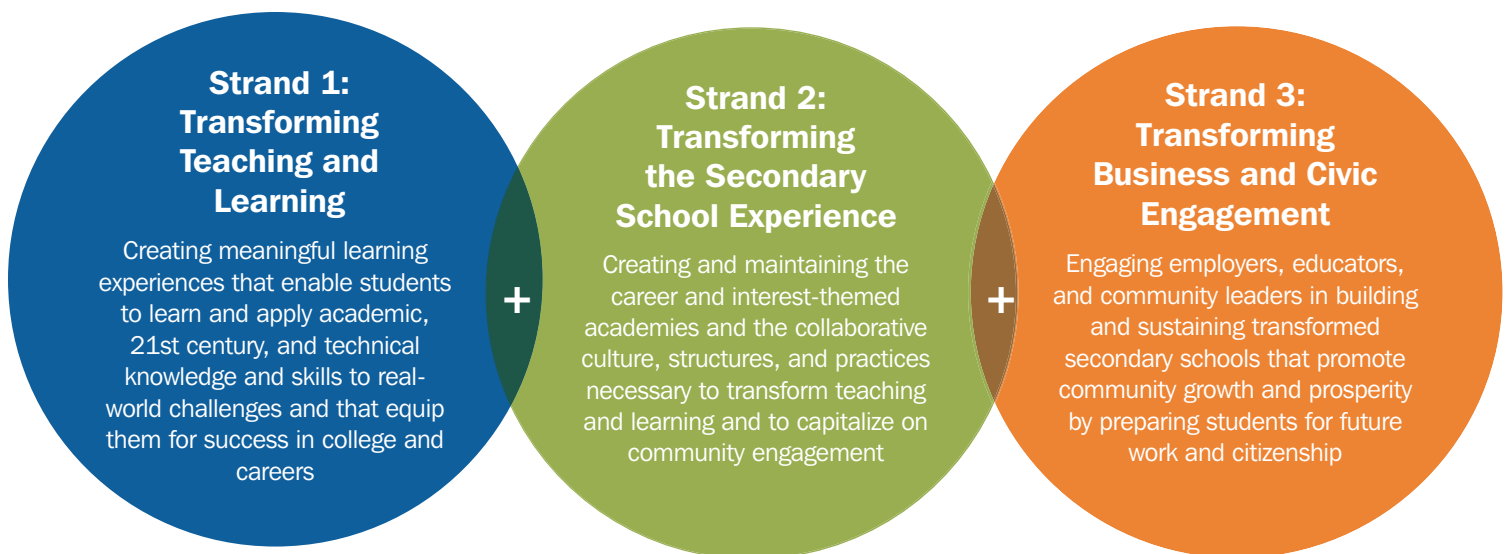 Strand 1:
Transforming
Teaching and
Learning
Creating meaningful learning
experiences that enable students
to learn and apply academic,
21st century, and technical
knowledge and skills to real-
world challenges and that equip
them for success in college and
careers
+
Strand 2:
Transforming
the Secondary
School Experience
Creating and maintaining the
career and interest-themed
academies and the collaborative
culture, structures, and practices
necessary to transform teaching
and learning and to capitalize on
community engagement
+
Strand 3:
Transforming
Business and Civic
Engagement
Engaging employers, educators,
and community leaders in building
and sustaining transformed
secondary schools that promote
community growth and prosperity
by preparing students for future
work and citizenship